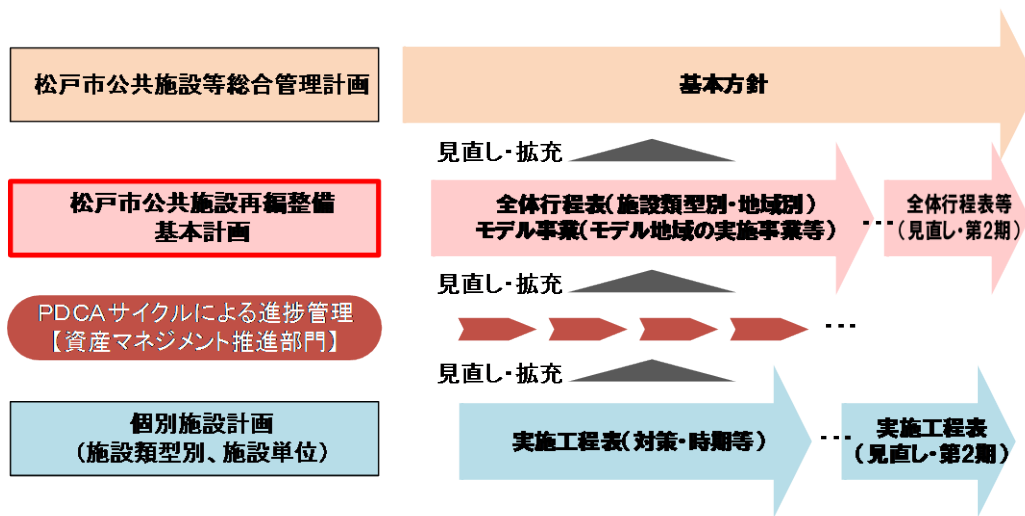 松戸市公共施設等総合管理計画
基本方針
見直し・拡充
松戸市公共施設再編整備
基本計画
全体行程表(施設類型別・地域別)
モデル事業(モデル地域の実施事業等)
…
全体行程表等
(見直し・第2期)
見直し・拡充
PDCAサイクルによる進捗管理
【資産マネジメント推進部門】
…
見直し・拡充
個別施設計画
(施設類型別、施設単位)
実施工程表(対策・時期等)
…
実施工程表
(見直し・第2期)